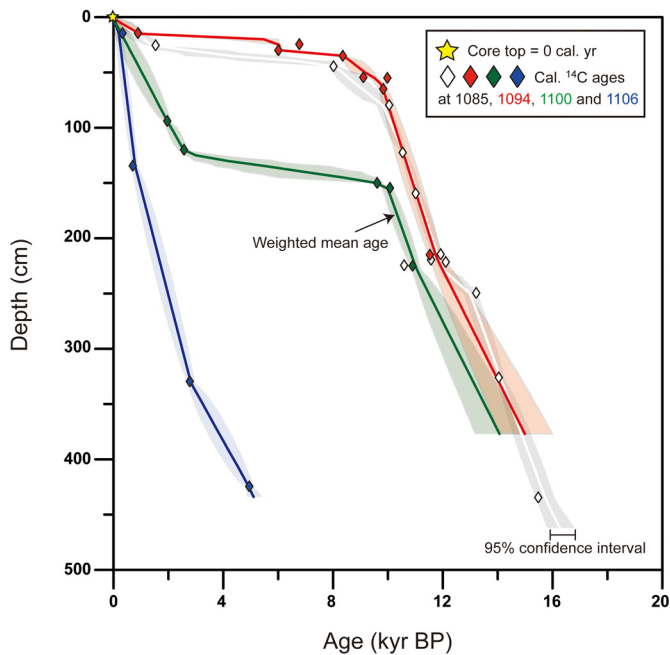 0
100
200
300
400
500
Depth (cm)
Core top = 0 cal. yr
Cal. ¹⁴C ages
at 1085, 1094, 1100 and 1106
Weighted mean age
95% confidence interval
0 4 8 12 16 20
Age (kyr BP)